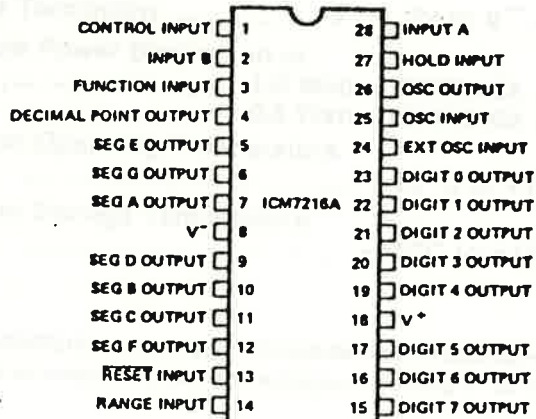 CONTROL INPUT 1 28 INPUT A
INPUT B 2 27 HOLD INPUT
FUNCTION INPUT 3 26 OSC OUTPUT
DECIMAL POINT OUTPUT 4 25 OSC INPUT
SEG E OUTPUT 5 24 EXT OSC INPUT
SEG G OUTPUT 6 23 DIGIT 0 OUTPUT
SEG A OUTPUT 7 ICM7216A 22 DIGIT 1 OUTPUT
V- 8 21 DIGIT 2 OUTPUT
SEG D OUTPUT 9 20 DIGIT 3 OUTPUT
SEG B OUTPUT 10 19 DIGIT 4 OUTPUT
SEG C OUTPUT 11 18 V+
SEG F OUTPUT 12 17 DIGIT 5 OUTPUT
RESET INPUT 13 16 DIGIT 6 OUTPUT
RANGE INPUT 14 15 DIGIT 7 OUTPUT